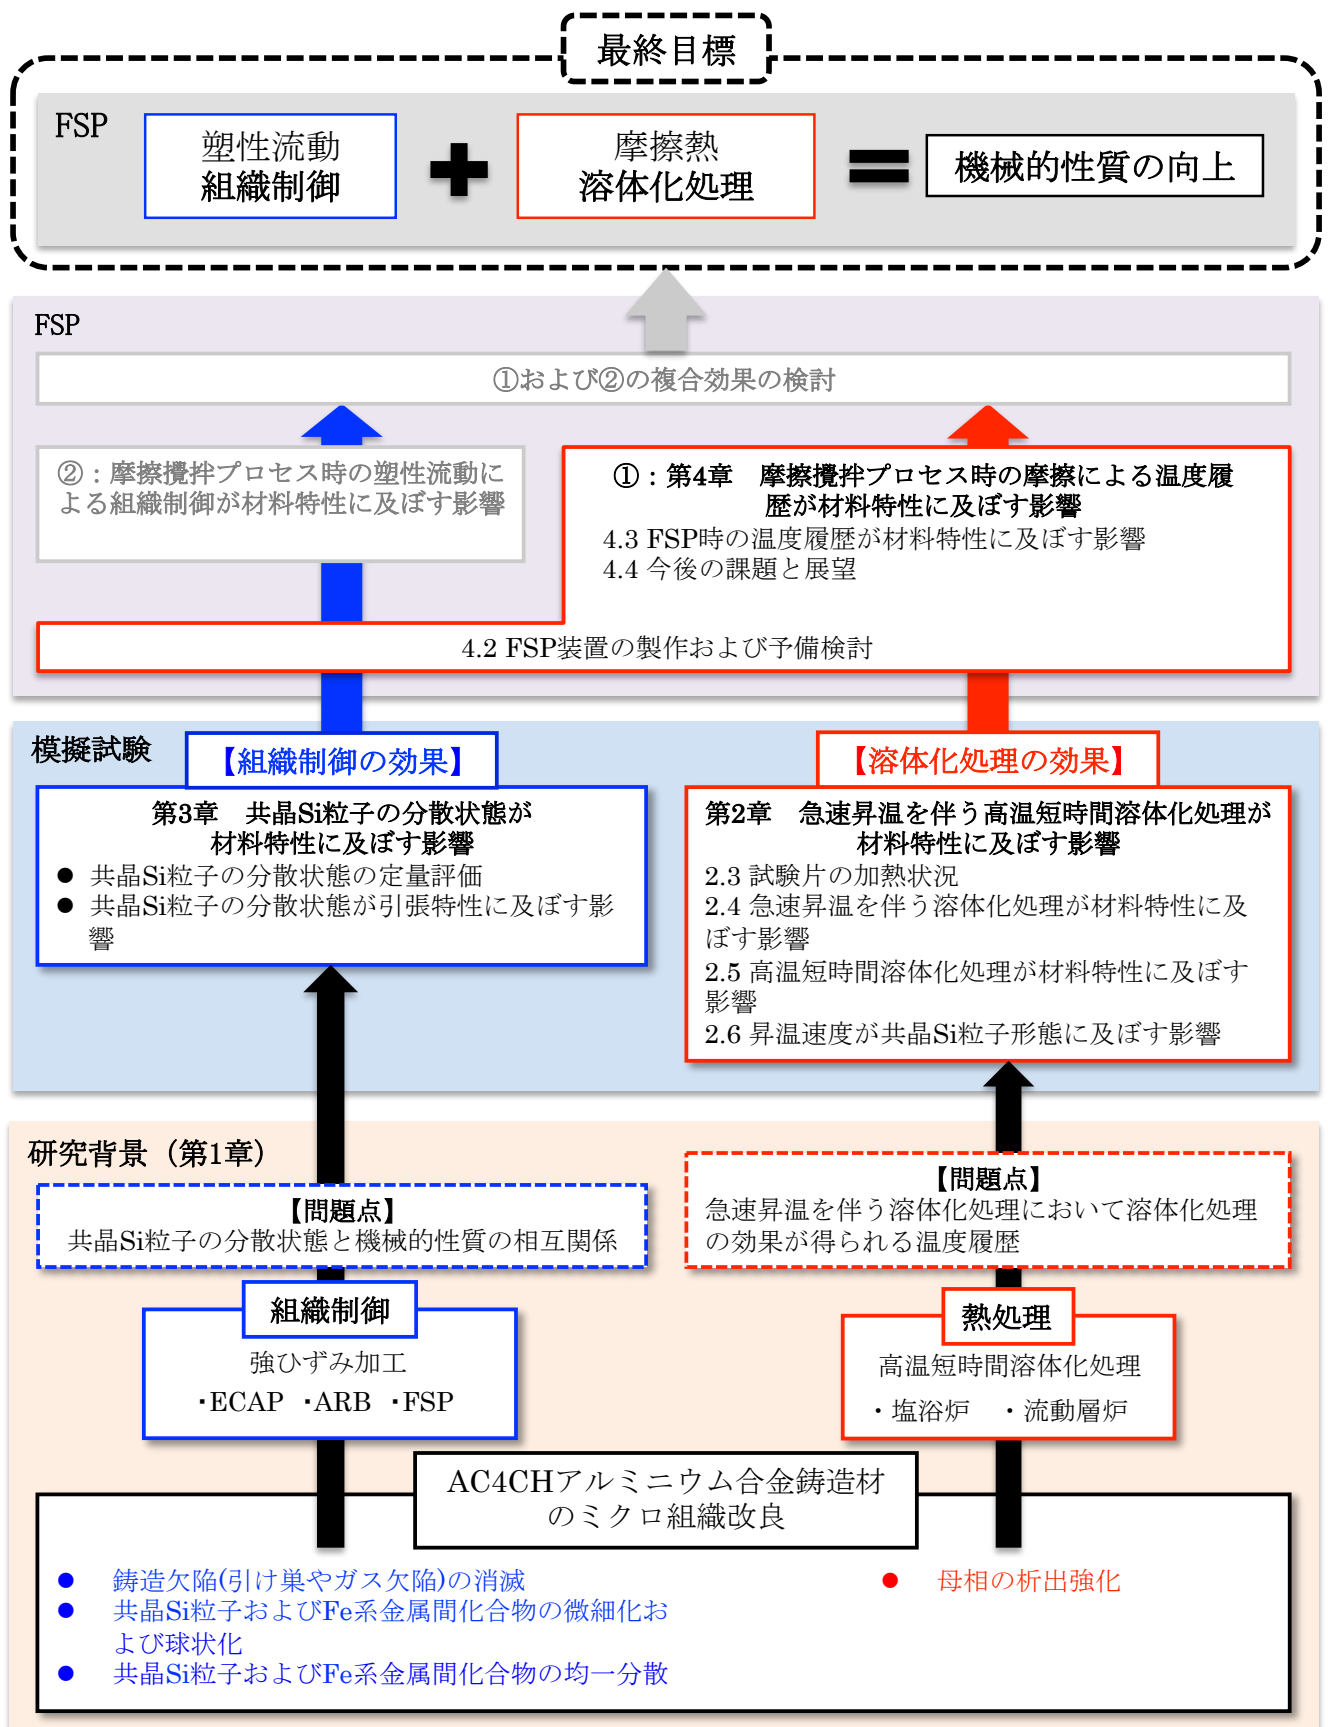 最終目標
FSP
塑性流動
組織制御
摩擦熱
溶体化処理
機械的性質の向上
FSP
①および②の複合効果の検討
②：摩擦攪拌プロセス時の塑性流動に
よる組織制御が材料特性に及ぼす影響
①：第4章　摩擦攪拌プロセス時の摩擦による温度履
歴が材料特性に及ぼす影響
4.3 FSP時の温度履歴が材料特性に及ぼす影響
4.4 今後の課題と展望
4.2 FSP装置の製作および予備検討
模擬試験
【組織制御の効果】
第3章　共晶Si粒子の分散状態が
材料特性に及ぼす影響
● 共晶Si粒子の分散状態の定量評価
● 共晶Si粒子の分散状態が引張特性に及ぼす影
響
【溶体化処理の効果】
第2章　急速昇温を伴う高温短時間溶体化処理が
材料特性に及ぼす影響
2.3 試験片の加熱状況
2.4 急速昇温を伴う溶体化処理が材料特性に及
ぼす影響
2.5 高温短時間溶体化処理が材料特性に及ぼす
影響
2.6 昇温速度が共晶Si粒子形態に及ぼす影響
研究背景（第1章）
【問題点】
共晶Si粒子の分散状態と機械的性質の相互関係
【問題点】
急速昇温を伴う溶体化処理において溶体化処理
の効果が得られる温度履歴
組織制御
強ひずみ加工
・ECAP ・ARB ・FSP
熱処理
高温短時間溶体化処理
・塩浴炉　・流動層炉
AC4CHアルミニウム合金鋳造材
のミクロ組織改良
● 鋳造欠陥(引け巣やガス欠陥)の消滅
● 共晶Si粒子およびFe系金属間化合物の微細化お
よび球状化
● 共晶Si粒子およびFe系金属間化合物の均一分散
● 母相の析出強化